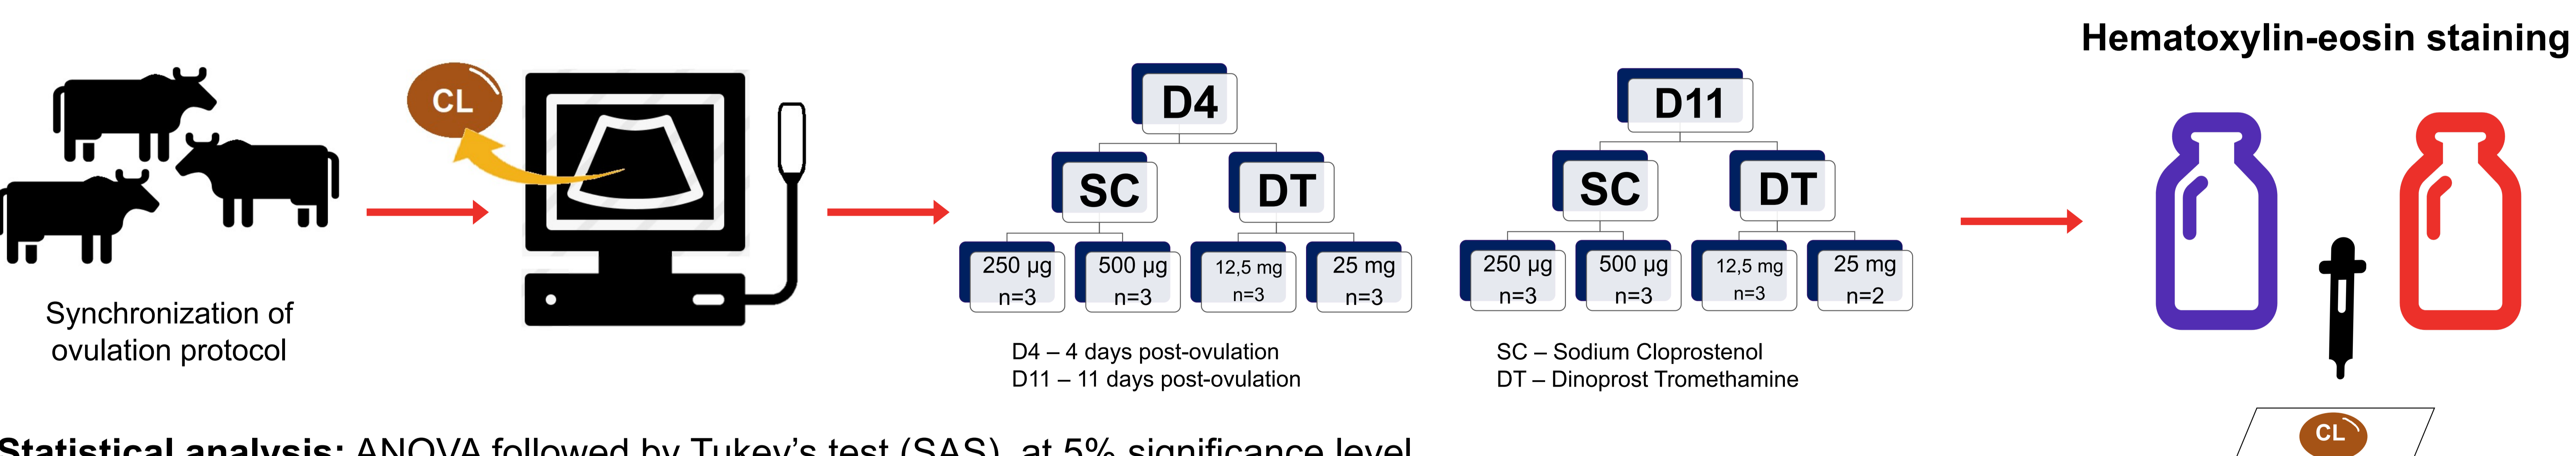 Hematoxylin-eosin staining
CL
D4
D11
SC
DT
SC
DT
250 µg
n=3
500 µg
n=3
12,5 mg
n=3
25 mg
n=3
250 µg
n=3
500 µg
n=3
12,5 mg
n=3
25 mg
n=2
Synchronization of
ovulation protocol
D4 – 4 days post-ovulation
D11 – 11 days post-ovulation
SC – Sodium Cloprostenol
DT – Dinoprost Tromethamine
CL
Statistical analysis: ANOVA followed by Tukey's test (SAS), at 5% significance level